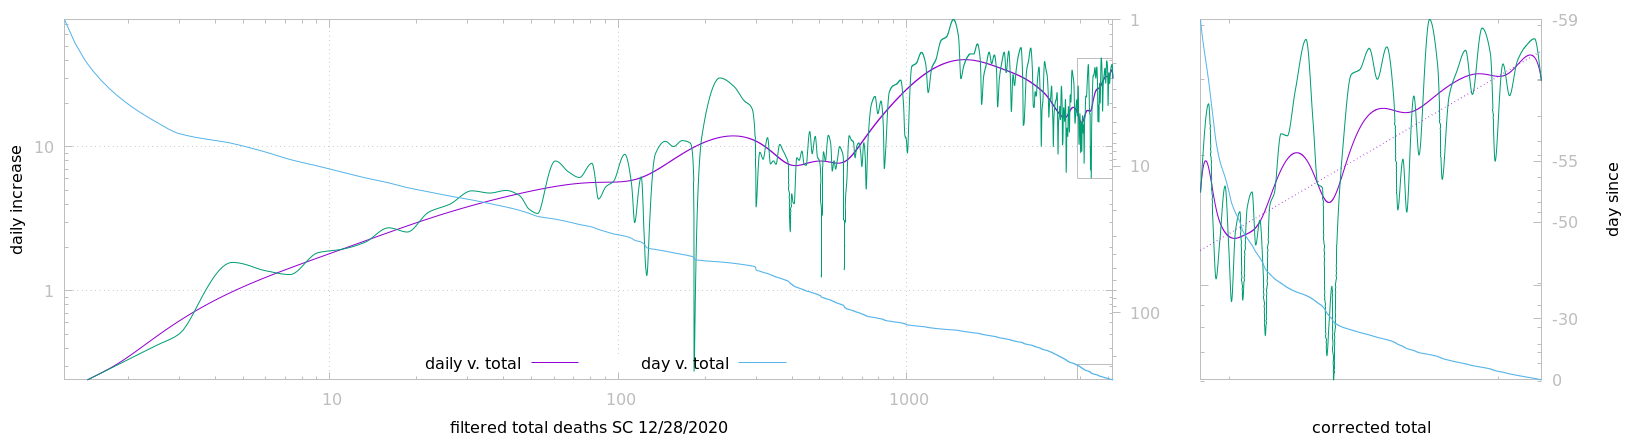 daily increase
10
1
daily v. total
day v. total
10
100
1000
filtered total deaths SC 12/28/2020
1
10
100
-59
-55
-50
-30
0
day since
corrected total